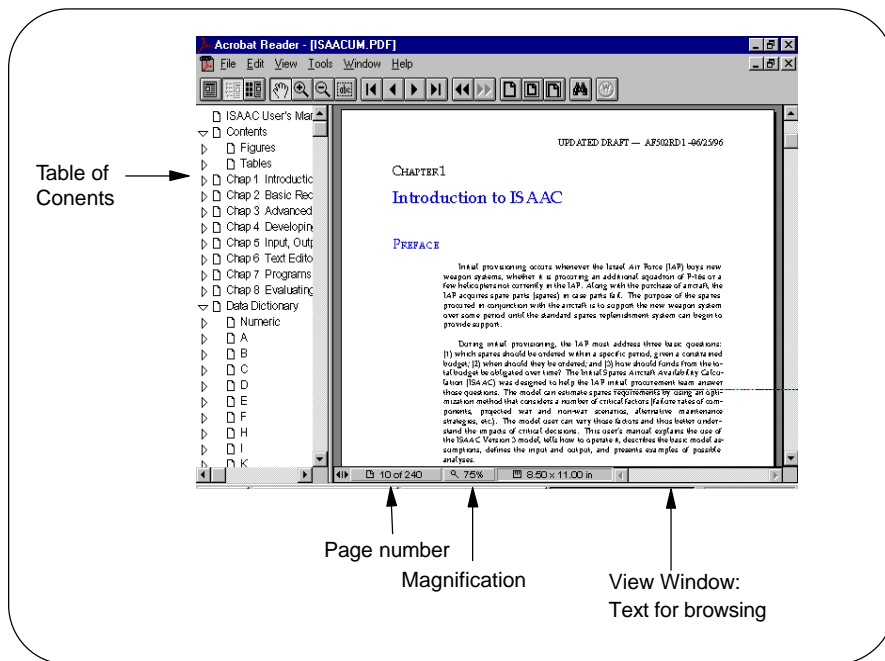 Acrobat Reader - [ISAACUM.PDF]
File Edit View Tools Window Help
abc
ISAAC User's Mar
Contents
Figures
Tables
Chap 1 Introductic
Chap 2 Basic Rec
Chap 3 Advanced
Chap 4 Developin
Chap 5 Input, Outp
Chap 6 Text Edito
Chap 7 Programs
Chap 8 Evaluating
Data Dictionary
Numeric
A
B
C
D
E
F
H
I
K
UPDATED DRAFT — AF502RD1 -06/25/96
CHAPTER1
Introduction to ISAAC
PREFACE
Initial provisioning occurs whenever the Israel Air Force (IAF) buys new
weapon systems, whether it is procuring an additional squadron of F-16s or a
few helicopters not currently in the IAF. Along with the purchase of aircraft, the
IAF acquires spare parts (spares) in case parts fail. The purpose of the spares
procured in conjunction with the aircraft is to support the new weapon system
over some period until the standard spares replenishment system can begin to
provide support.
During initial provisioning, the IAF must address three basic questions:
(1) which spares should be ordered within a specific period, given a constrained
budget; (2) when should they be ordered; and (3) how should funds from the to-
tal budget be obligated over time? The Initial Spares Aircraft Availability Calcu-
lation (ISAAC) was designed to help the IAF initial procurement team answer
those questions. The model can estimate spares requirements by using an opti-
mization method that considers a number of critical factors (failure rates of com-
ponents, projected war and non-war scenarios, alternative maintenance
strategies, etc). The model user can vary those factors and thus better under-
stand the impacts of critical decisions. This user's manual explains the use of
the ISAAC Version 3 model, tells how to operate it, describes the basic model as-
sumptions, defines the input and output, and presents examples of possible
analyses.
10 of 240
75%
8.50 x 11.00 in
Table of
Conents
Page number
Magnification
View Window:
Text for browsing